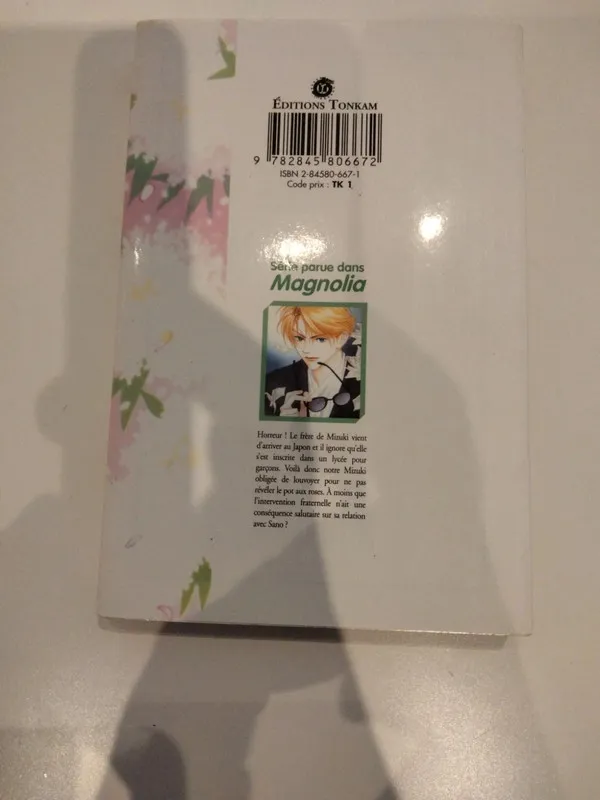 ÉDITIONS TONKAM
9 782845 806672
ISBN 2-84580-667-1
Code prix : TK 1
Série parue dans
Magnolia
Horreur ! Le frère de Mizuki vient
d'arriver au Japon et il ignore qu'elle
s'est inscrite dans un lycée pour
garçons. Voilà donc notre Mizuki
obligée de louvoyer pour ne pas
révéler le pot aux roses. À moins que
l'intervention fraternelle n'ait une
conséquence salutaire sur sa relation
avec Sano ?